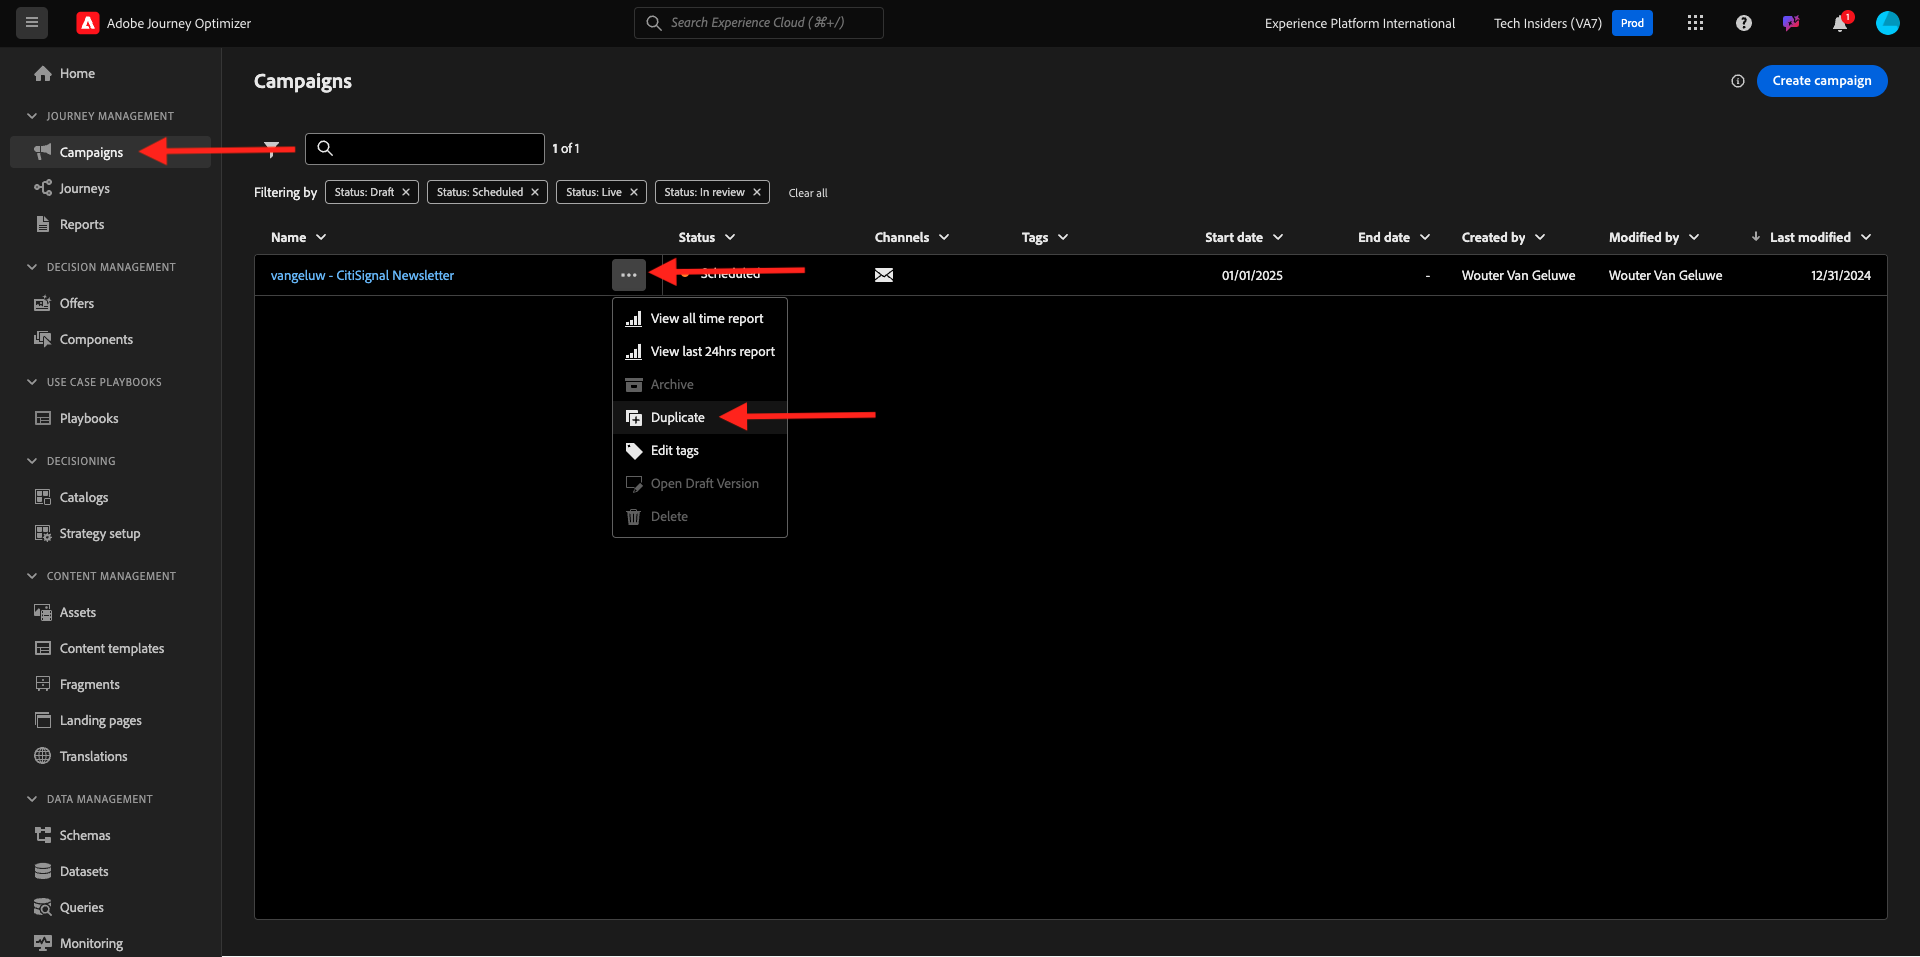 Adobe Journey Optimizer
Search Experience Cloud (⌘+/)
Experience Platform International
Tech Insiders (VA7)
Prod
1
Home
JOURNEY MANAGEMENT
Campaigns
Journeys
Reports
DECISION MANAGEMENT
Offers
Components
USE CASE PLAYBOOKS
Playbooks
DECISIONING
Catalogs
Strategy setup
CONTENT MANAGEMENT
Assets
Content templates
Fragments
Landing pages
Translations
DATA MANAGEMENT
Schemas
Datasets
Queries
Monitoring
Campaigns
Create campaign
1 of 1
Filtering by
Status: Draft
Status: Scheduled
Status: Live
Status: In review
Clear all
Name
Status
Channels
Tags
Start date
End date
Created by
Modified by
Last modified
vangeluw - CitiSignal Newsletter
Scheduled
01/01/2025
-
Wouter Van Geluwe
Wouter Van Geluwe
12/31/2024
View all time report
View last 24hrs report
Archive
Duplicate
Edit tags
Open Draft Version
Delete